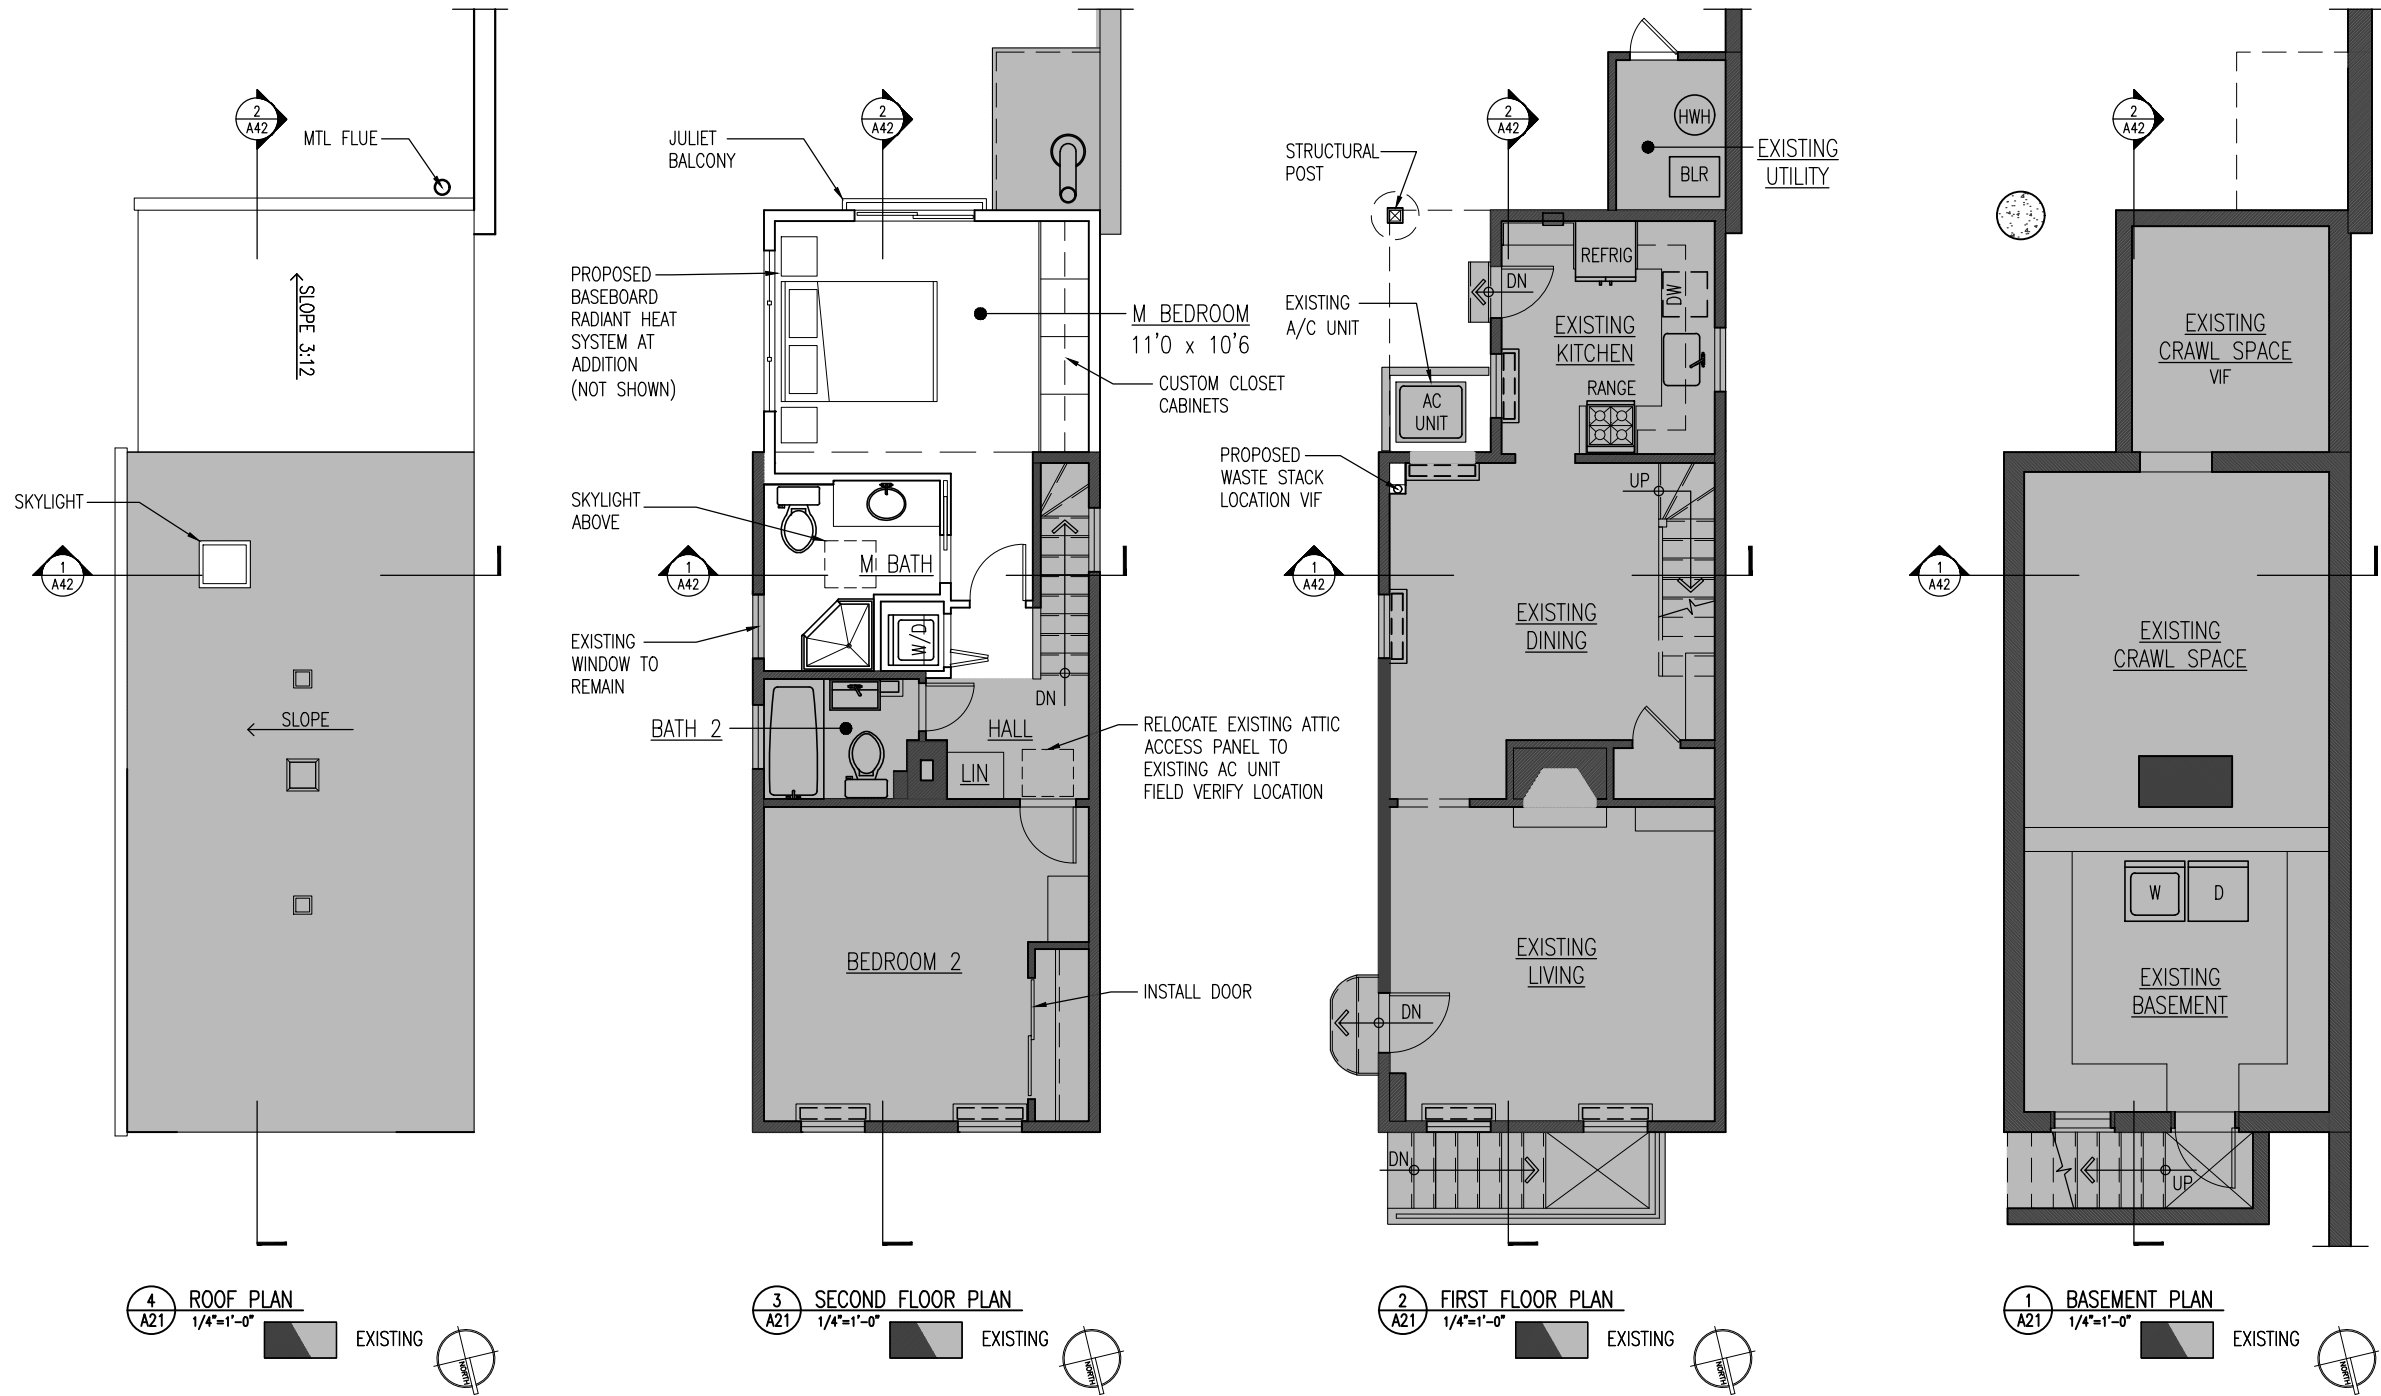 2
A42
MTL FLUE
SLOPE 3:12
SKYLIGHT
1
A42
SLOPE
4
A21
ROOF PLAN
1/4"=1'-0"
EXISTING
NORTH
2
A42
JULIET
BALCONY
PROPOSED
BASEBOARD
RADIANT HEAT
SYSTEM AT
ADDITION
(NOT SHOWN)
M BEDROOM
11'0 x 10'6
CUSTOM CLOSET
CABINETS
SKYLIGHT
ABOVE
1
A42
M BATH
W/D
EXISTING
WINDOW TO
REMAIN
DN
BATH 2
HALL
LIN
RELOCATE EXISTING ATTIC
ACCESS PANEL TO
EXISTING AC UNIT
FIELD VERIFY LOCATION
BEDROOM 2
INSTALL DOOR
3
A21
SECOND FLOOR PLAN
1/4"=1'-0"
EXISTING
NORTH
2
A42
HWH
BLR
EXISTING
UTILITY
STRUCTURAL
POST
REFRIG
DN
DW
EXISTING
A/C UNIT
EXISTING
KITCHEN
RANGE
AC
UNIT
PROPOSED
WASTE STACK
LOCATION VIF
UP
1
A42
EXISTING
DINING
EXISTING
LIVING
DN
DN
2
A21
FIRST FLOOR PLAN
1/4"=1'-0"
EXISTING
NORTH
2
A42
EXISTING
CRAWL SPACE
VIF
1
A42
EXISTING
CRAWL SPACE
W
D
EXISTING
BASEMENT
UP
1
A21
BASEMENT PLAN
1/4"=1'-0"
EXISTING
NORTH